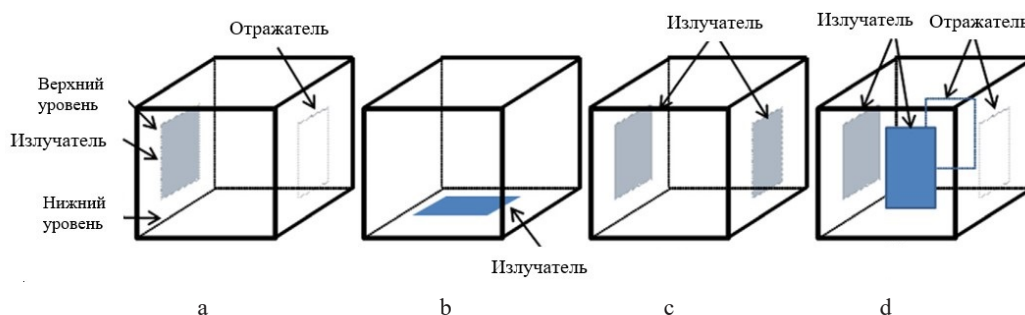 Отражатель
Верхний
уровень
Излучатель
Нижний
уровень
Излучатель
Излучатель
Излучатель
Отражатель
a
b
c
d